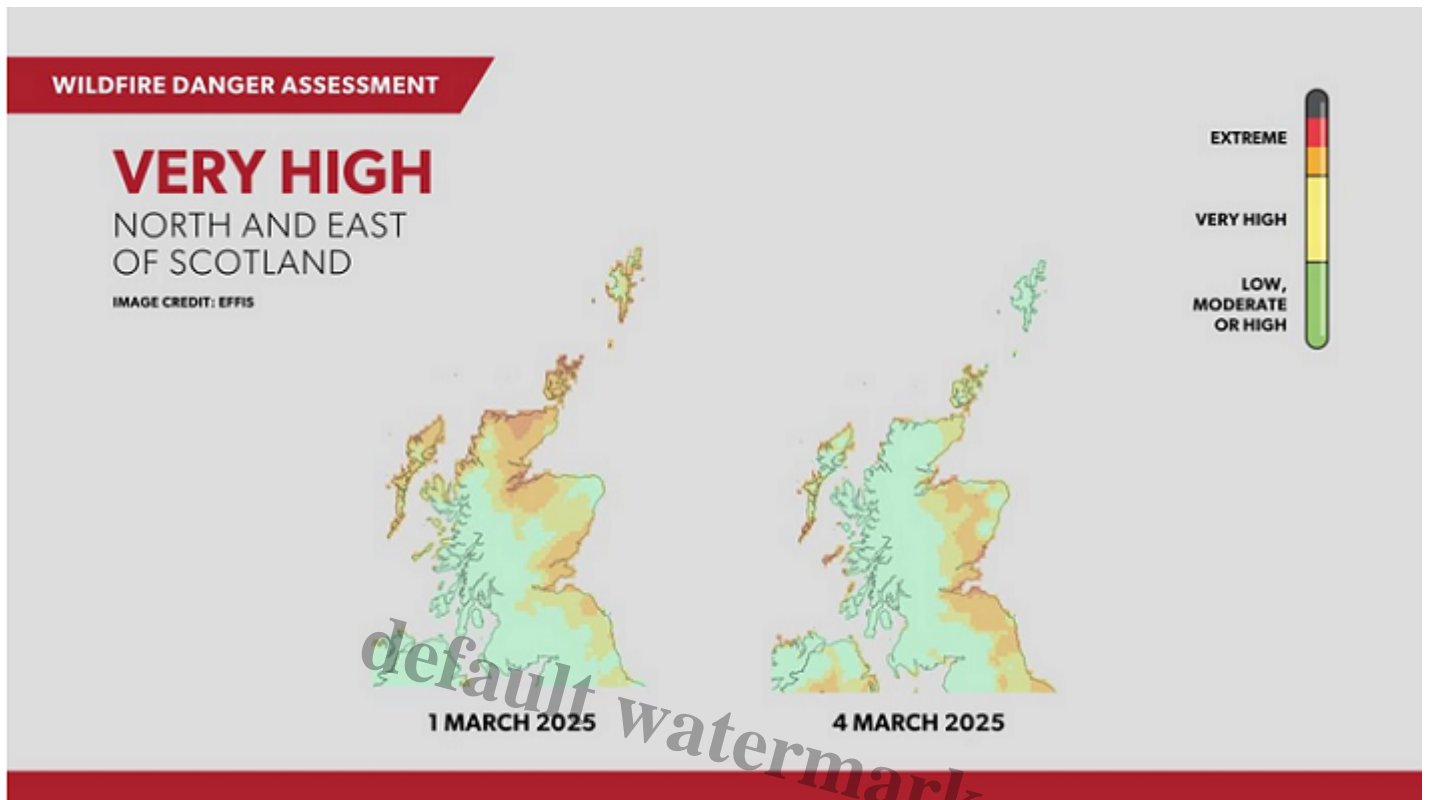 WILDFIRE DANGER ASSESSMENT
VERY HIGH
NORTH AND EAST
OF SCOTLAND
IMAGE CREDIT: EFFIS
EXTREME
VERY HIGH
LOW,
MODERATE
OR HIGH
1 MARCH 2025
4 MARCH 2025
default watermark